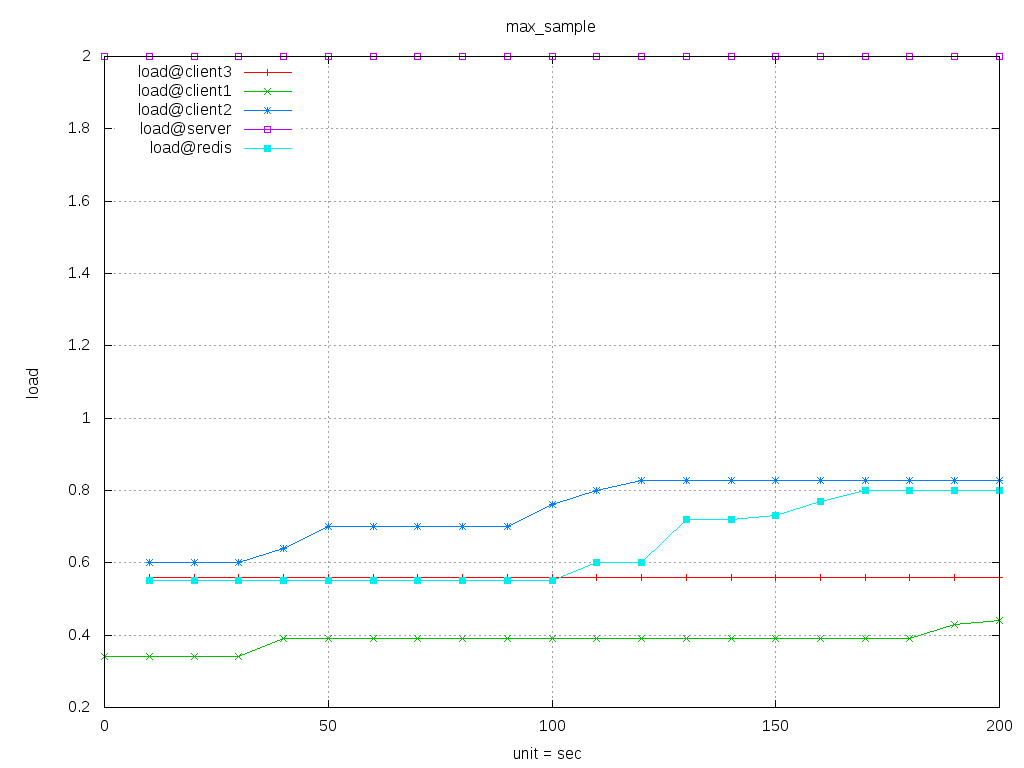 max_sample
2
1.8
1.6
1.4
1.2
1
0.8
0.6
0.4
0.2
load
load@client3
load@client1
load@client2
load@server
load@redis
0 50 100 150 200
unit = sec